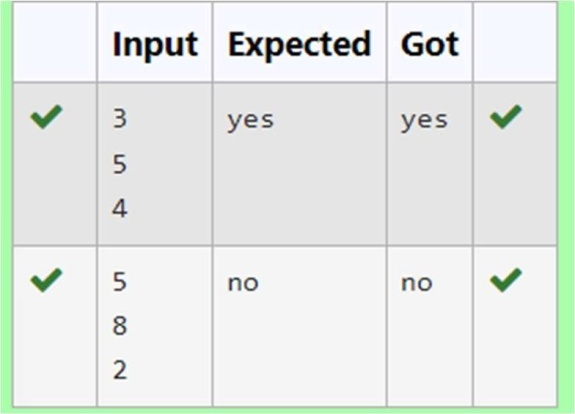 Input Expected Got
3 yes yes
5
4
5 no no
8
2